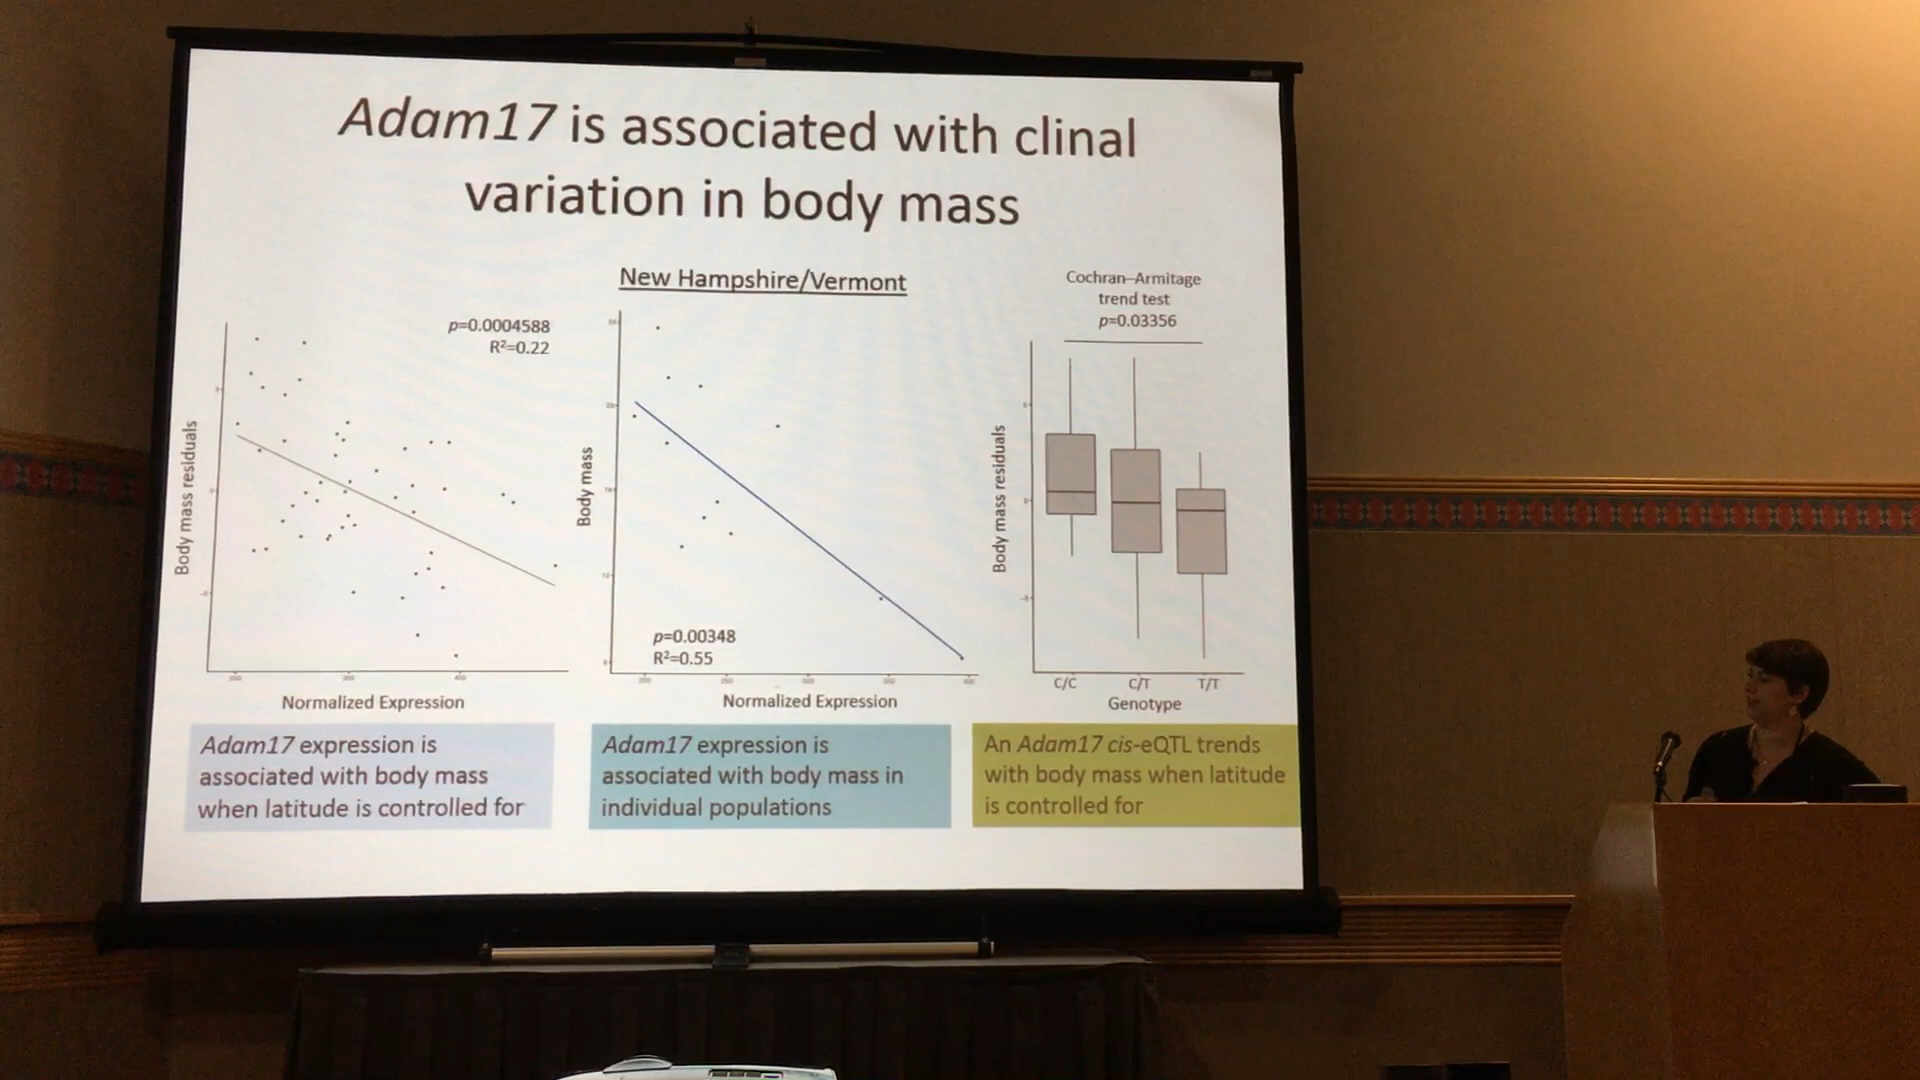 Adam17 is associated with clinal
variation in body mass
p=0.0004588
R²=0.22
Body mass residuals
Normalized Expression
Adam17 expression is
associated with body mass
when latitude is controlled for
New Hampshire/Vermont
Body mass
p=0.00348
R²=0.55
Normalized Expression
Adam17 expression is
associated with body mass in
individual populations
Cochran–Armitage
trend test
p=0.03356
Body mass residuals
C/C C/T T/T
Genotype
An Adam17 cis-eQTL trends
with body mass when latitude
is controlled for